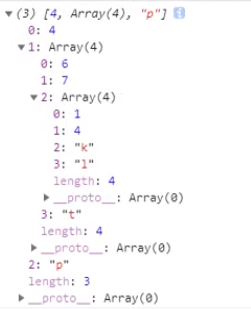 ▼ (3) [4, Array(4), "p"] i
0: 4
▼ 1: Array(4)
0: 6
1: 7
▼ 2: Array(4)
0: 1
1: 4
2: "k"
3: "l"
length: 4
▶ __proto__: Array(0)
3: "t"
length: 4
▶ __proto__: Array(0)
2: "p"
length: 3
▶ __proto__: Array(0)